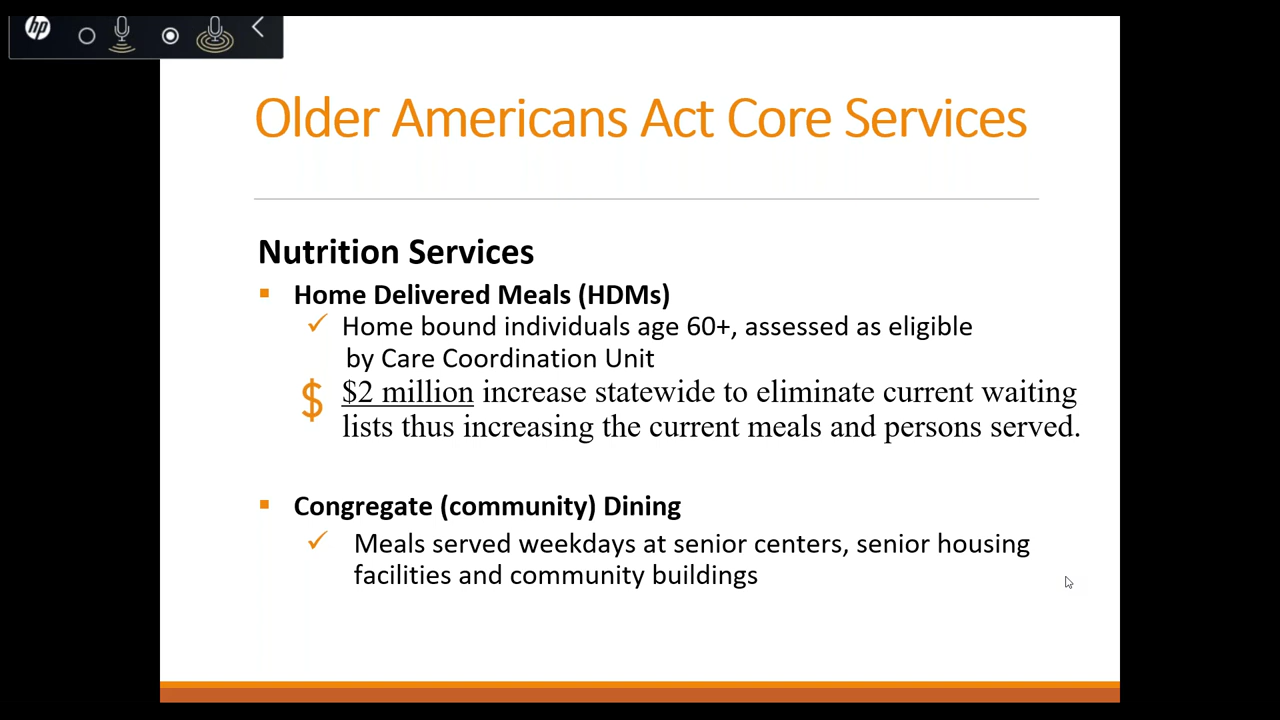 hp
Older Americans Act Core Services
Nutrition Services
Home Delivered Meals (HDMs)
Home bound individuals age 60+, assessed as eligible
by Care Coordination Unit
$ $2 million increase statewide to eliminate current waiting
lists thus increasing the current meals and persons served.
Congregate (community) Dining
Meals served weekdays at senior centers, senior housing
facilities and community buildings